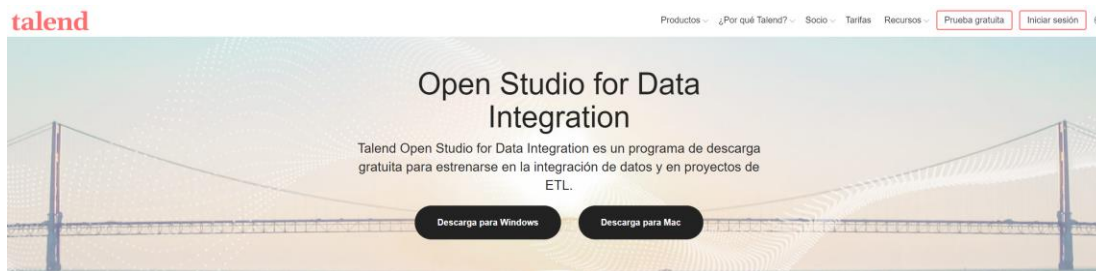 talend
Productos ¿Por qué Talend? Socio Tarifas Recursos Prueba gratuita Iniciar sesión
Open Studio for Data
Integration
Talend Open Studio for Data Integration es un programa de descarga
gratuita para estrenarse en la integración de datos y en proyectos de
ETL.
Descarga para Windows Descarga para Mac